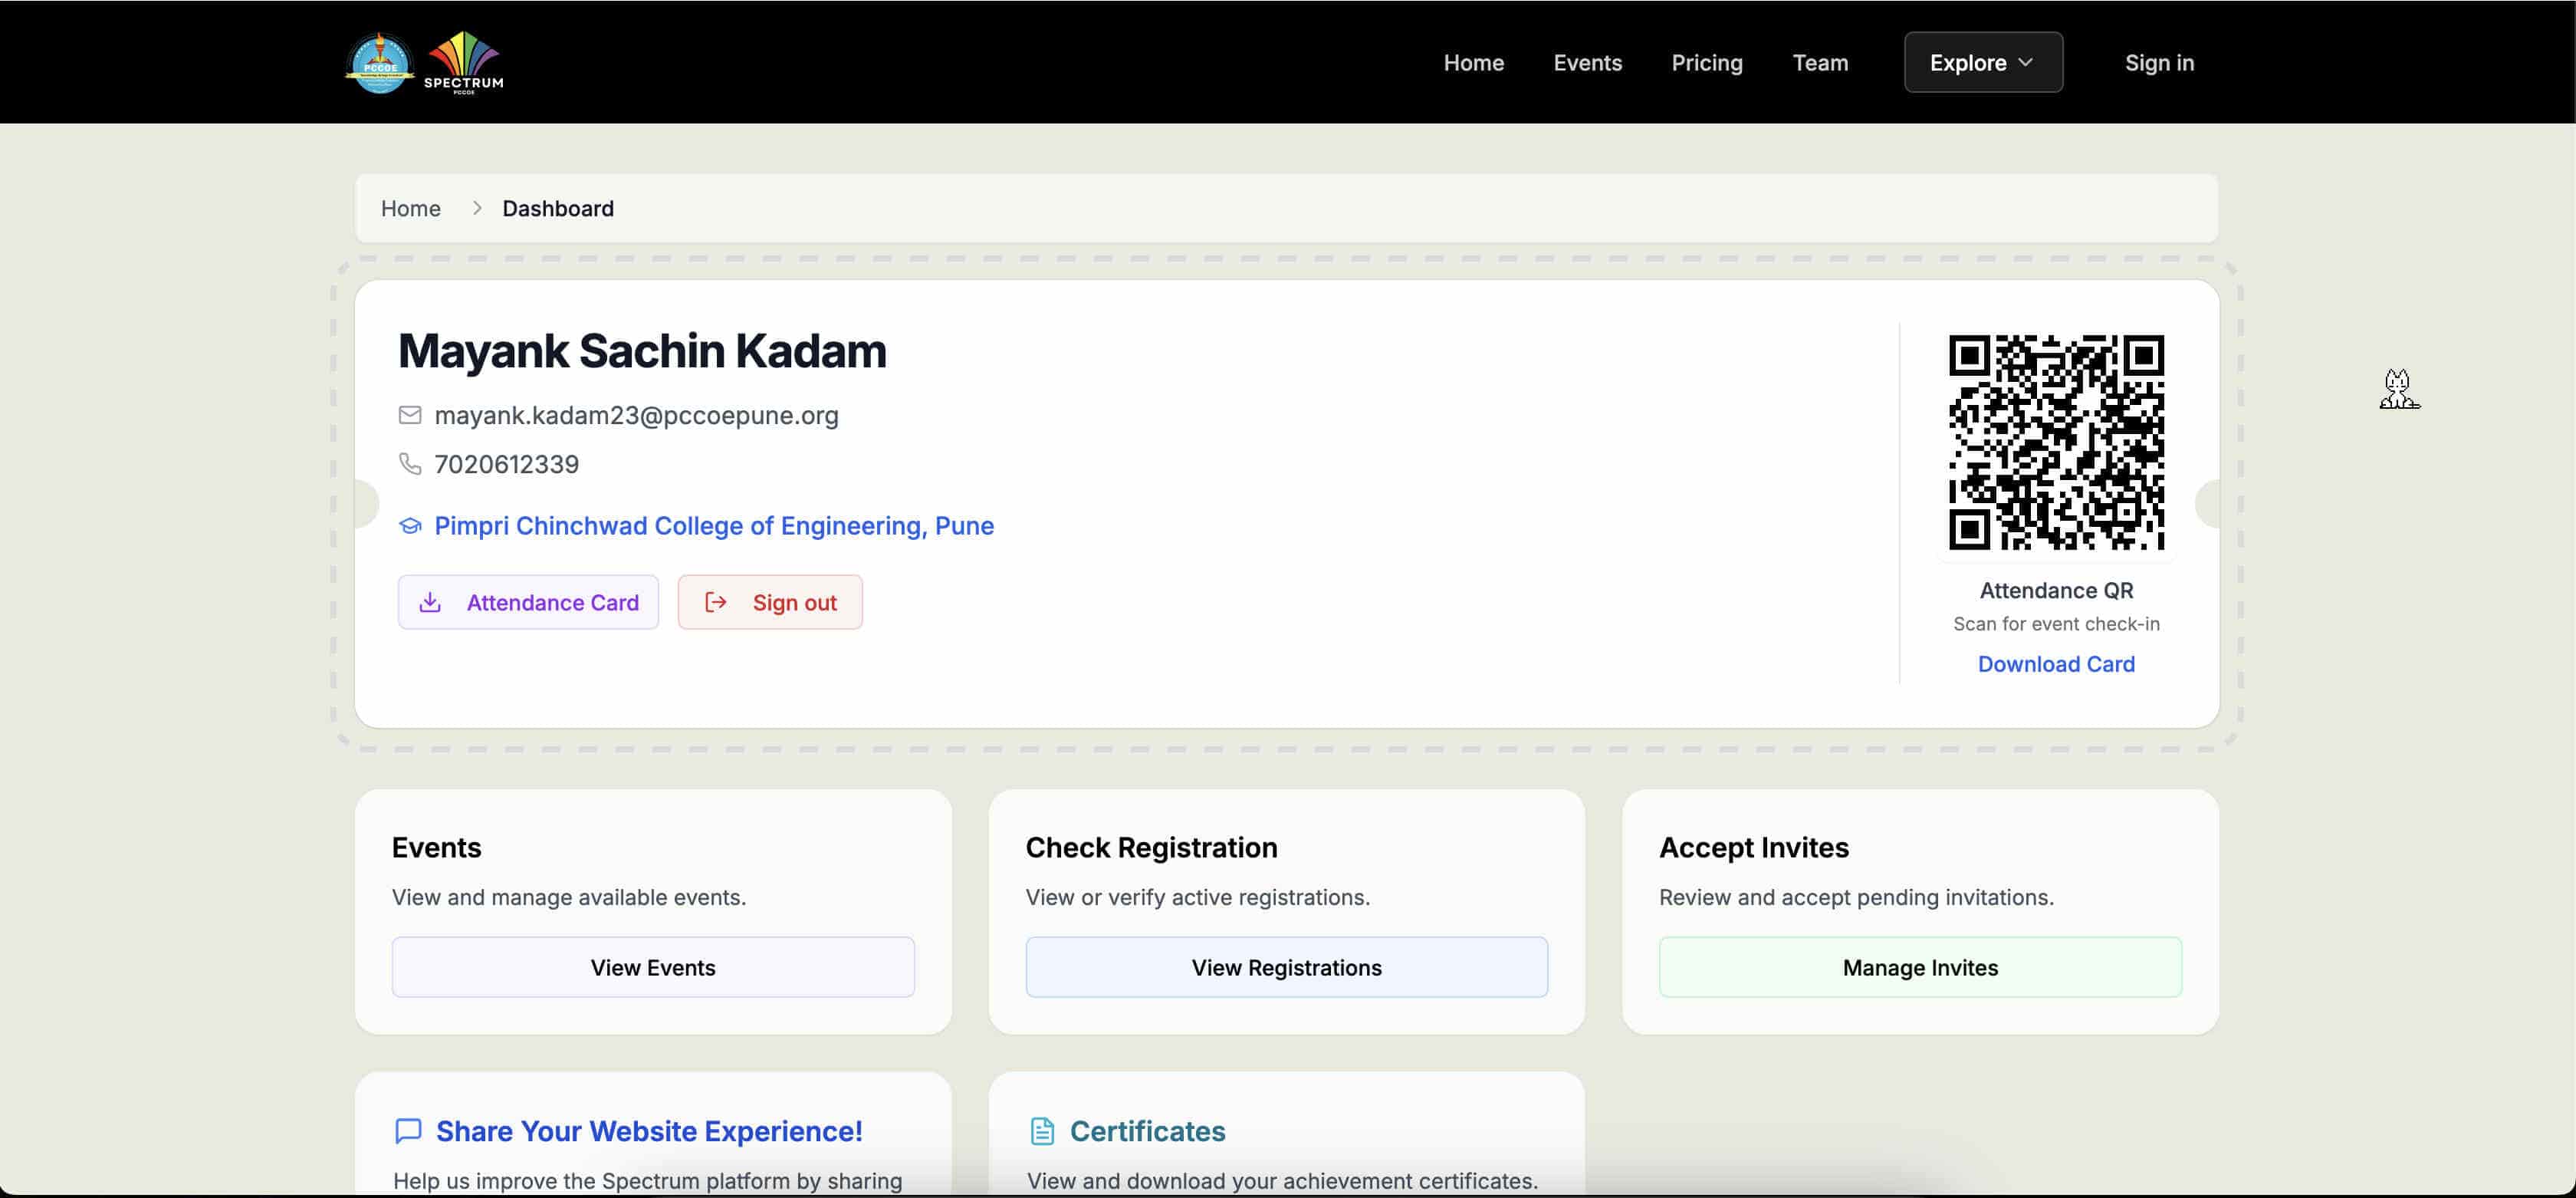 PCCOE
SPECTRUM
PCCOE
Home
Events
Pricing
Team
Explore
Sign in
Home
Dashboard
Mayank Sachin Kadam
mayank.kadam23@pccoepune.org
7020612339
Pimpri Chinchwad College of Engineering, Pune
Attendance Card
Sign out
Attendance QR
Scan for event check-in
Download Card
Events
View and manage available events.
View Events
Check Registration
View or verify active registrations.
View Registrations
Accept Invites
Review and accept pending invitations.
Manage Invites
Share Your Website Experience!
Help us improve the Spectrum platform by sharing
Certificates
View and download your achievement certificates.